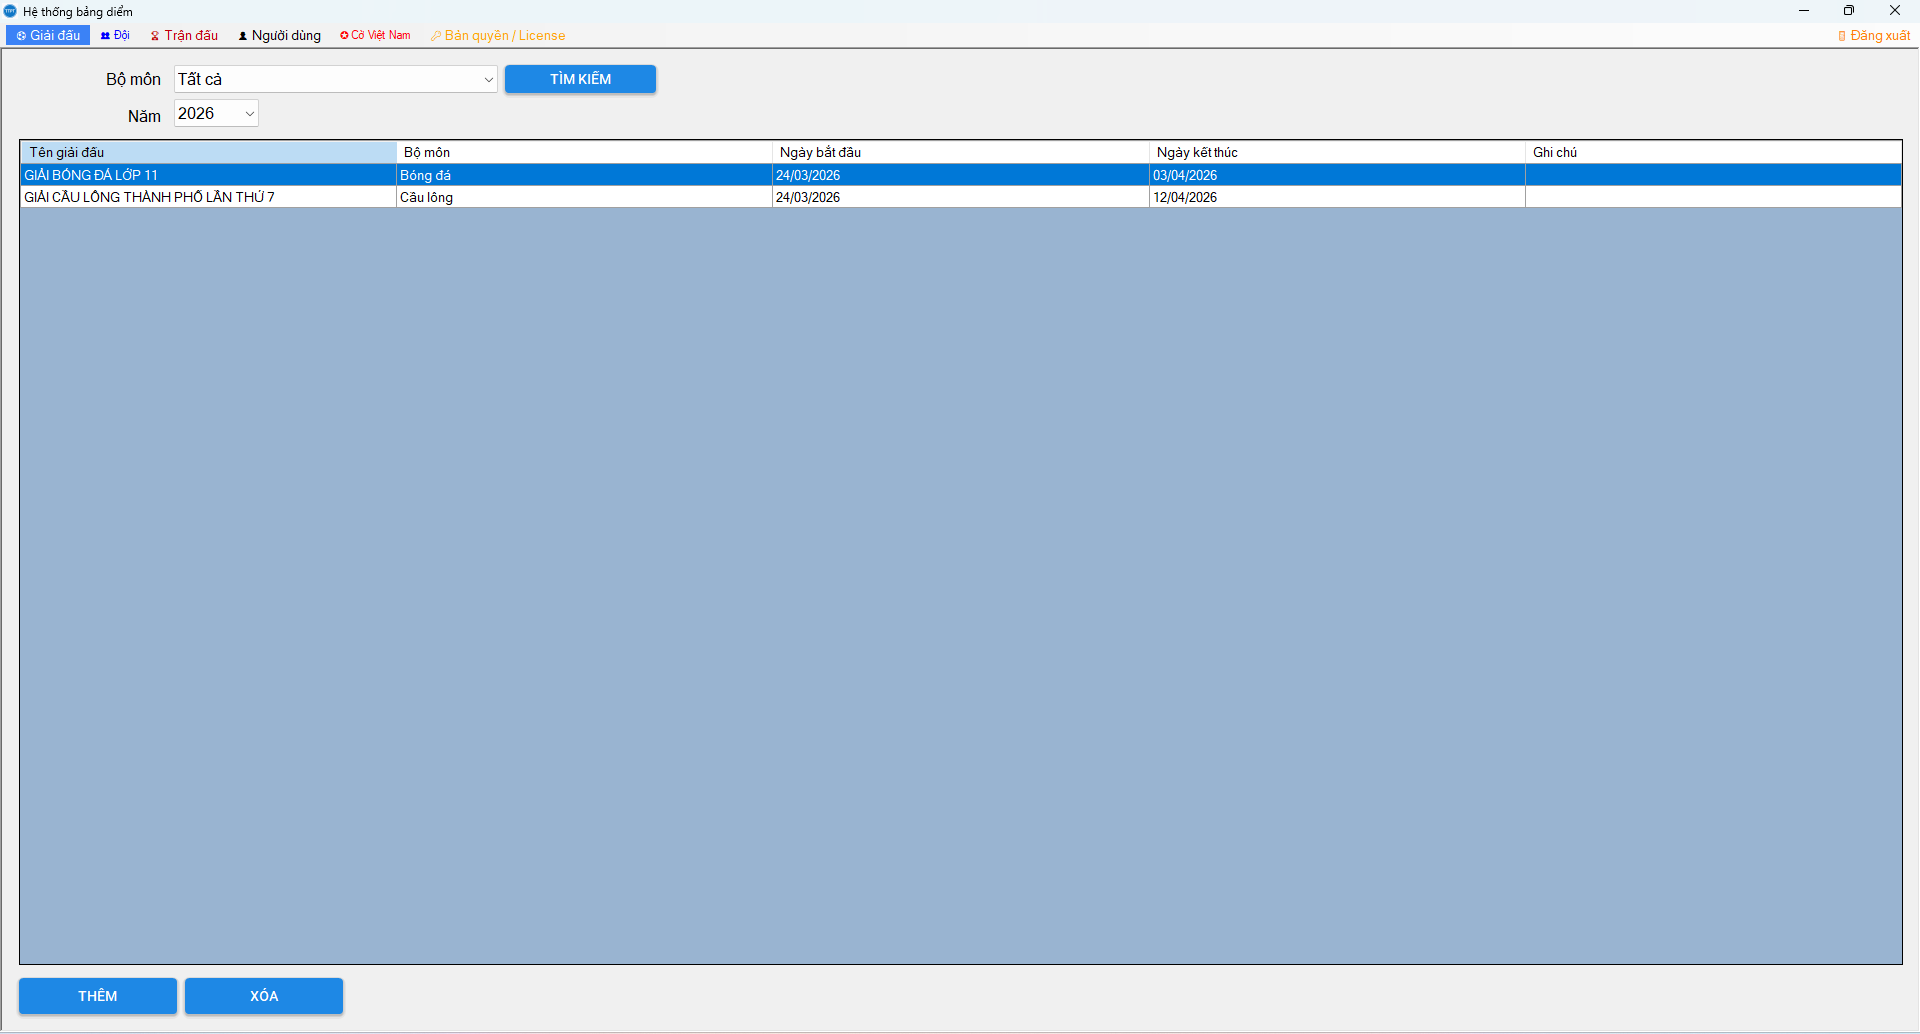 Hệ thống bảng điểm
Giải đấu Đội Trận đấu Người dùng Cờ Việt Nam Bản quyền / License Đăng xuất
Bộ môn Tất cả TÌM KIẾM
Năm 2026
Tên giải đấu Bộ môn Ngày bắt đầu Ngày kết thúc Ghi chú
GIẢI BÓNG ĐÁ LỚP 11 Bóng đá 24/03/2026 03/04/2026
GIẢI CẦU LÔNG THÀNH PHỐ LẦN THỨ 7 Cầu lông 24/03/2026 12/04/2026
THÊM XÓA